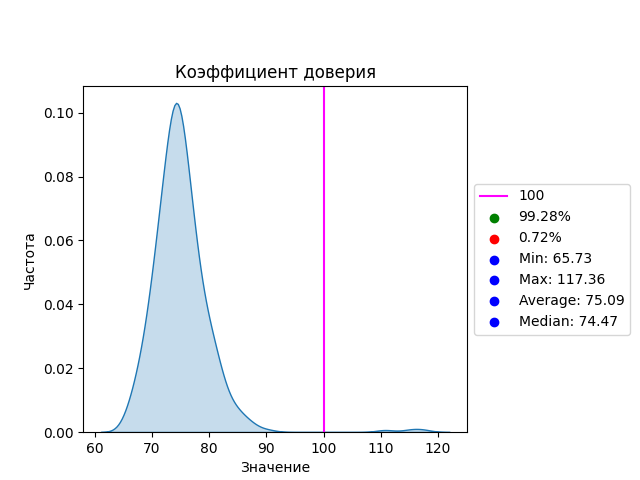 Коэффициент доверия
0.10
0.08
0.06
0.04
0.02
0.00
Частота
60 70 80 90 100 110 120
Значение
100
99.28%
0.72%
Min: 65.73
Max: 117.36
Average: 75.09
Median: 74.47